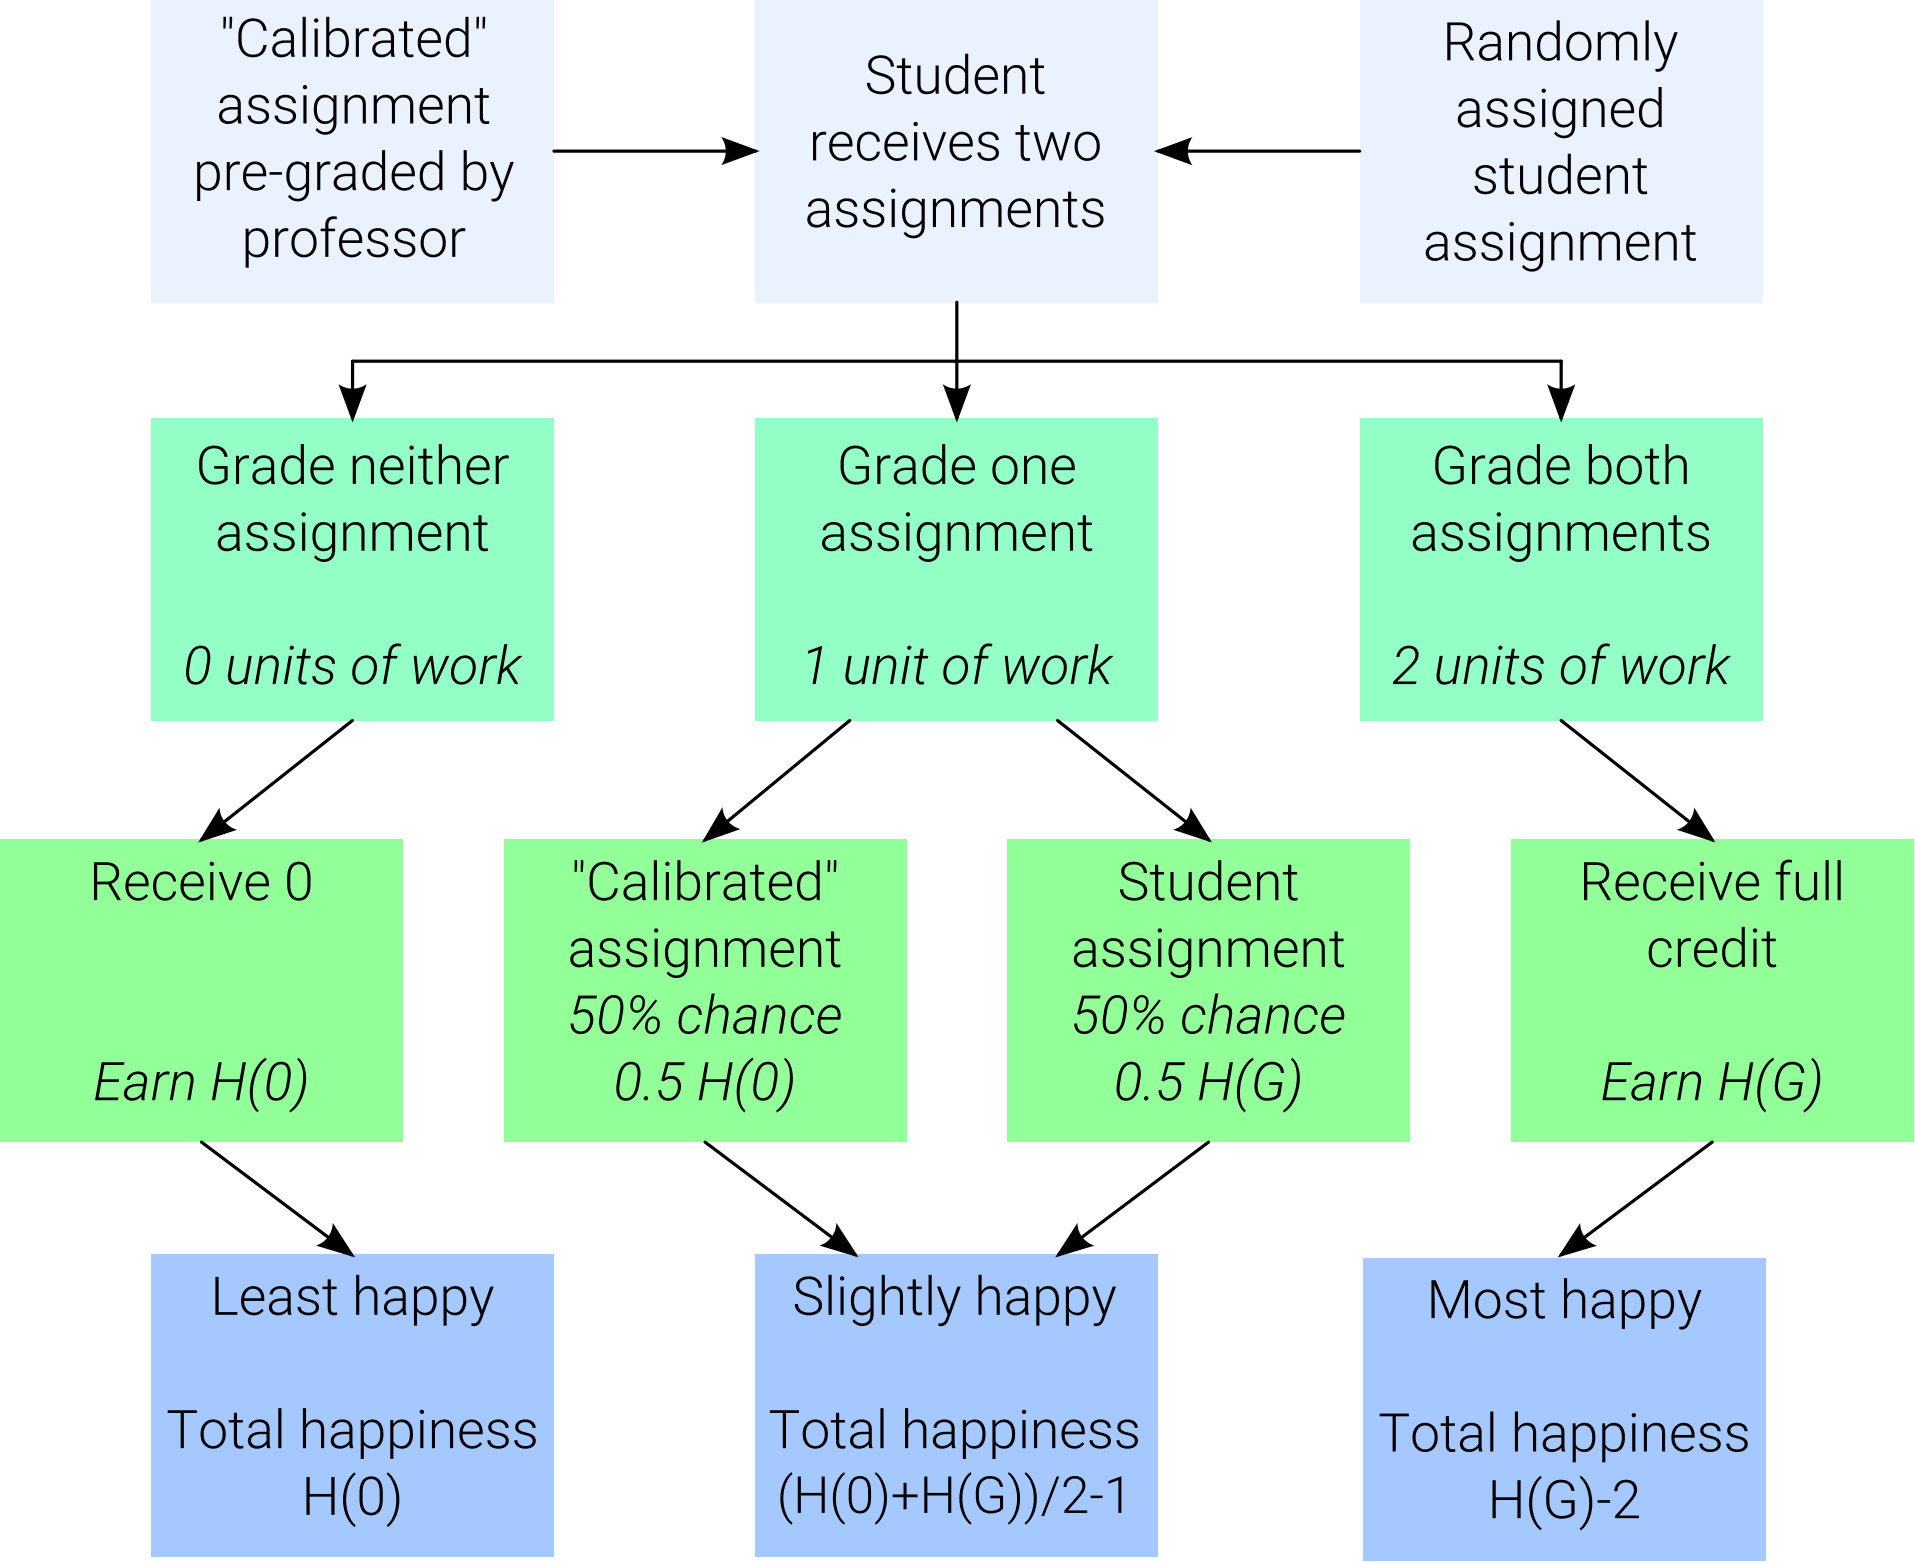 "Calibrated"
assignment
pre-graded by
professor
Student
receives two
assignments
Randomly
assigned
student
assignment
Grade neither
assignment
0 units of work
Grade one
assignment
1 unit of work
Grade both
assignments
2 units of work
Receive 0
Earn H(0)
"Calibrated"
assignment
50% chance
0.5 H(0)
Student
assignment
50% chance
0.5 H(G)
Receive full
credit
Earn H(G)
Least happy
Total happiness
H(0)
Slightly happy
Total happiness
(H(0)+H(G))/2-1
Most happy
Total happiness
H(G)-2